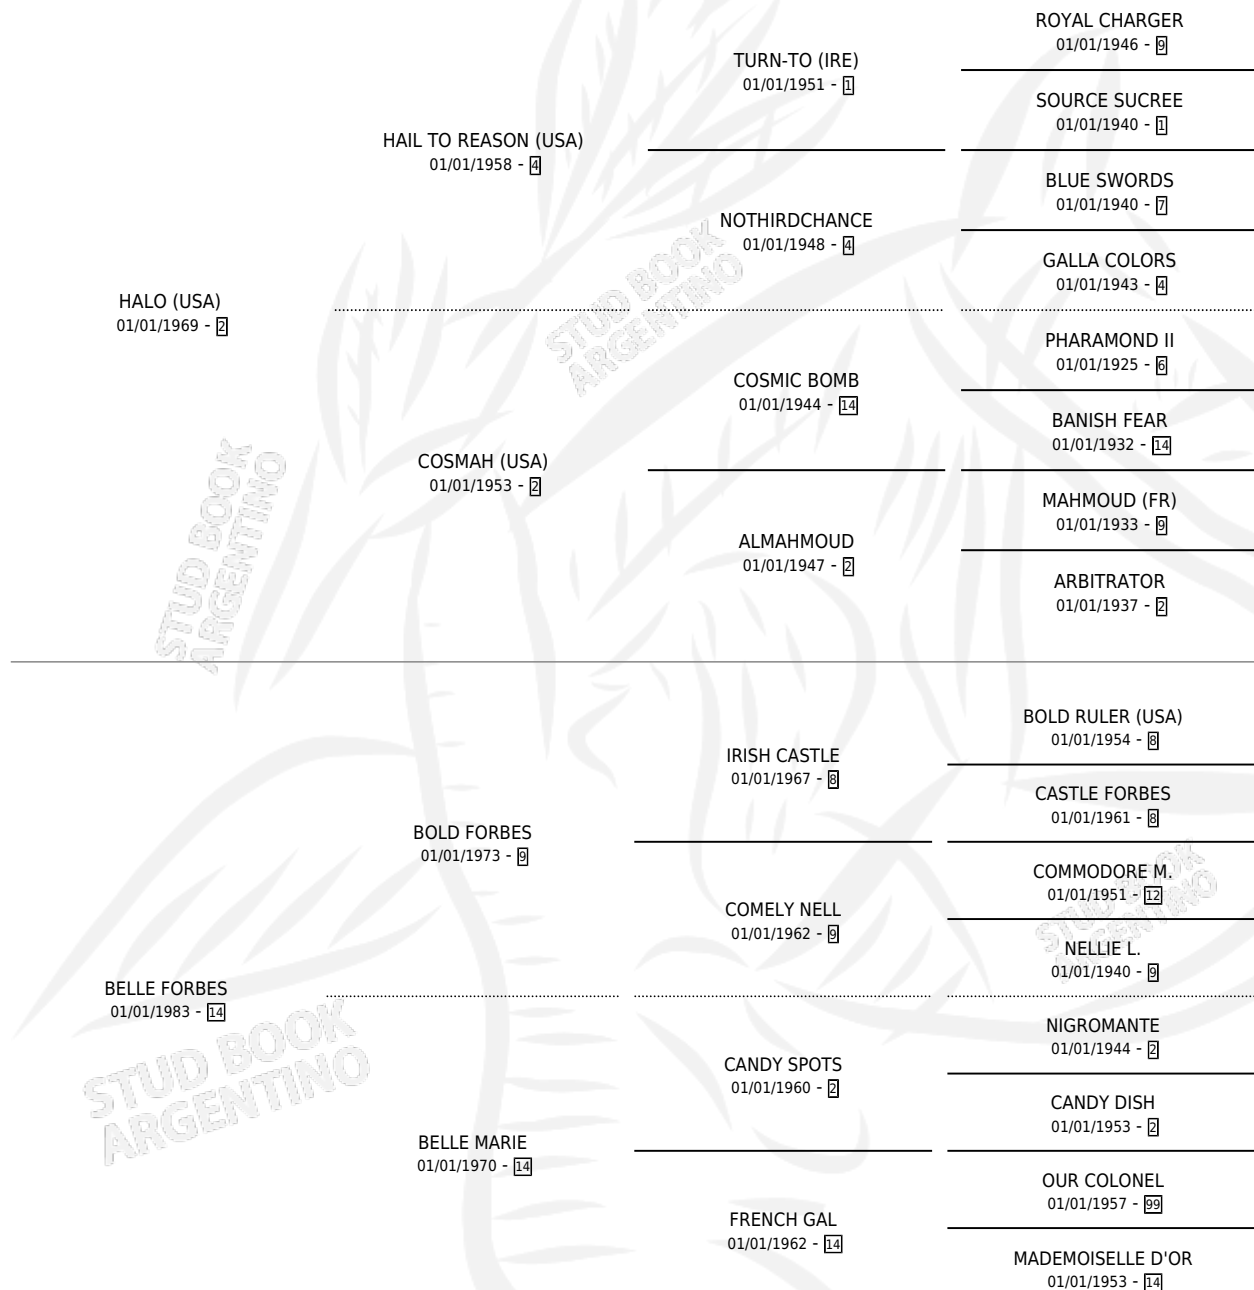 ROYAL CHARGER
01/01/1946 - 9
TURN-TO (IRE)
01/01/1951 - 1
SOURCE SUCREE
01/01/1940 - 1
HAIL TO REASON (USA)
01/01/1958 - 4
BLUE SWORDS
01/01/1940 - 7
NOTHIRDCHANCE
01/01/1948 - 4
GALLA COLORS
01/01/1943 - 4
HALO (USA)
01/01/1969 - 2
PHARAMOND II
01/01/1925 - 6
COSMIC BOMB
01/01/1944 - 14
BANISH FEAR
01/01/1932 - 14
COSMAH (USA)
01/01/1953 - 2
MAHMOUD (FR)
01/01/1933 - 9
ALMAHMOUD
01/01/1947 - 2
ARBITRATOR
01/01/1937 - 2
BOLD RULER (USA)
01/01/1954 - 8
IRISH CASTLE
01/01/1967 - 8
CASTLE FORBES
01/01/1961 - 8
BOLD FORBES
01/01/1973 - 9
COMMODORE M.
01/01/1951 - 12
COMELY NELL
01/01/1962 - 9
NELLIE L.
01/01/1940 - 9
BELLE FORBES
01/01/1983 - 14
NIGROMANTE
01/01/1944 - 2
CANDY SPOTS
01/01/1960 - 2
CANDY DISH
01/01/1953 - 2
BELLE MARIE
01/01/1970 - 14
OUR COLONEL
01/01/1957 - 99
FRENCH GAL
01/01/1962 - 14
MADEMOISELLE D'OR
01/01/1953 - 14
STUD BOOK
ARGENTINO
STUD BOOK
ARGENTINO
STUD BOOK
ARGENTINO
STUD BOOK
ARGENTINO